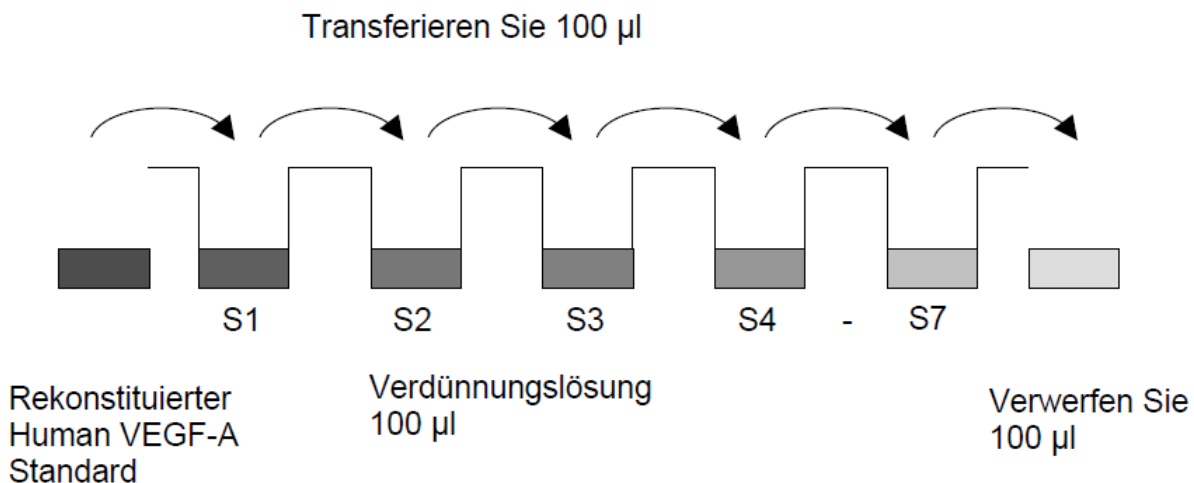 Transferieren Sie 100 µl
S1 S2 S3 S4 - S7
Rekonstituierter
Human VEGF-A
Standard
Verdünnungslösung
100 µl
Verwerfen Sie
100 µl